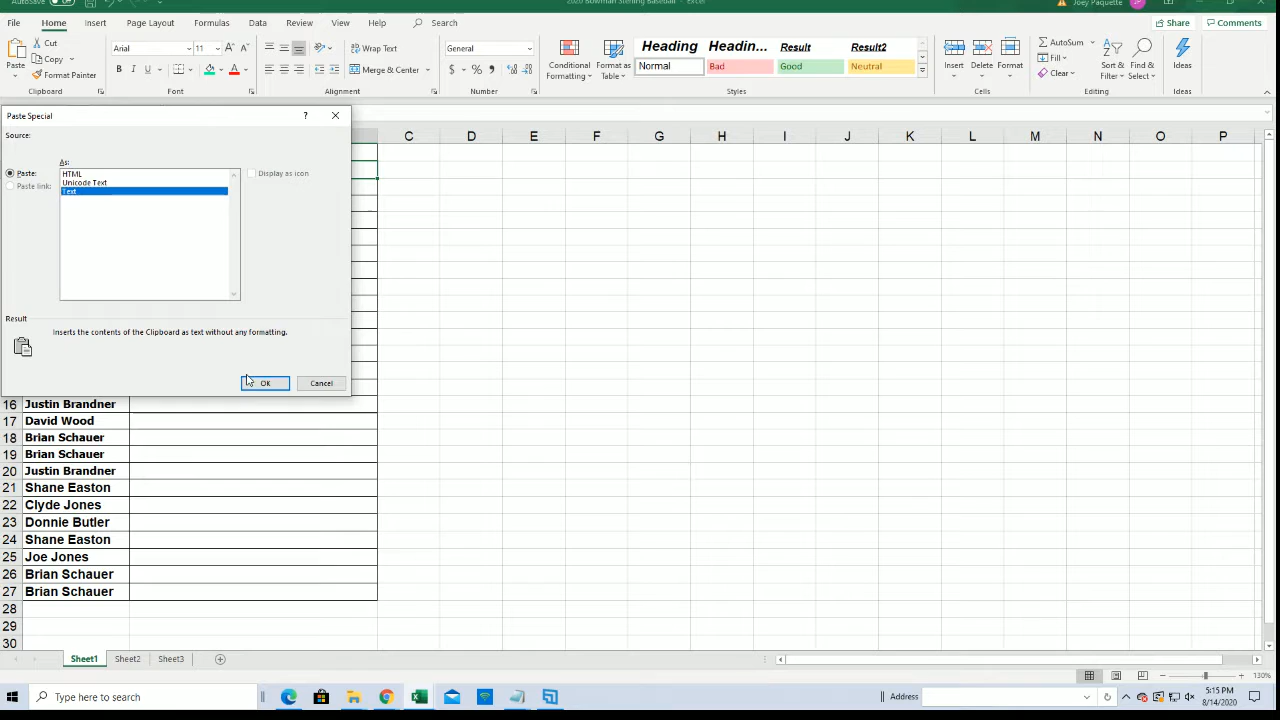 AutoSave
2020 Bowman Sterling Baseball - Excel
Joey Paquette
File Home Insert Page Layout Formulas Data Review View Help Search
Share Comments
Paste
Cut
Copy
Format Painter
Clipboard
Arial 11
B I U
Font
Wrap Text
Merge & Center
Alignment
General
$ % ,
Number
Conditional Formatting
Format as Table
Heading Headin... Result Result2
Normal Bad Good Neutral
Styles
Insert Delete Format
Cells
AutoSum
Fill
Clear
Sort & Filter
Find & Select
Editing
Ideas
Ideas
Paste Special ?
Source:
As:
Paste:
Paste link:
HTML
Unicode Text
Text
Display as icon
Result
Inserts the contents of the Clipboard as text without any formatting.
OK Cancel
C D E F G H I J K L M N O P
16 Justin Brandner
17 David Wood
18 Brian Schauer
19 Brian Schauer
20 Justin Brandner
21 Shane Easton
22 Clyde Jones
23 Donnie Butler
24 Shane Easton
25 Joe Jones
26 Brian Schauer
27 Brian Schauer
28
29
30
Sheet1 Sheet2 Sheet3
130%
Type here to search
Address
5:15 PM
8/14/2020